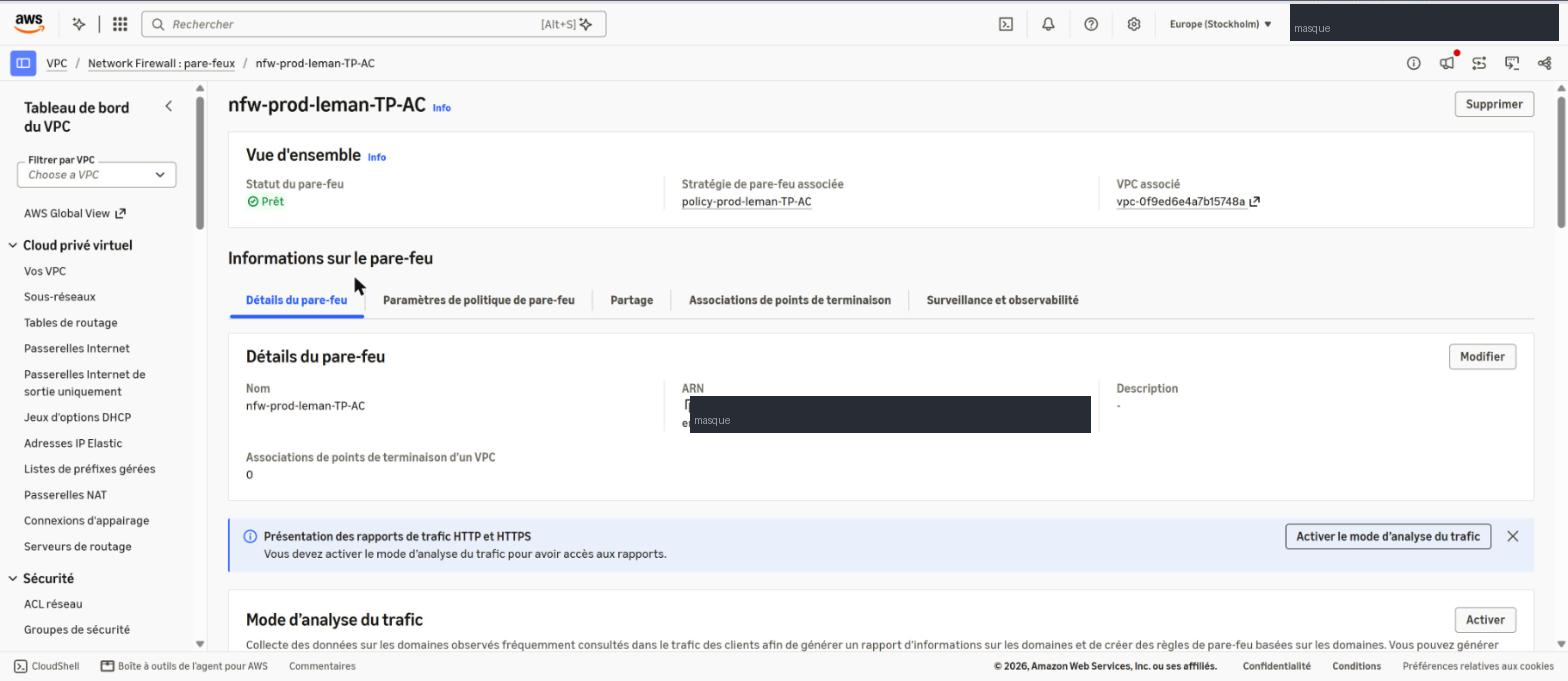 aws
Rechercher
[Alt+S]
Europe (Stockholm)
masque
VPC / Network Firewall : pare-feux / nfw-prod-leman-TP-AC
Tableau de bord
du VPC
Filtrer par VPC
Choose a VPC
AWS Global View
Cloud privé virtuel
Vos VPC
Sous-réseaux
Tables de routage
Passerelles Internet
Passerelles Internet de
sortie uniquement
Jeux d'options DHCP
Adresses IP Elastic
Listes de préfixes gérées
Passerelles NAT
Connexions d'appairage
Serveurs de routage
Sécurité
ACL réseau
Groupes de sécurité
nfw-prod-leman-TP-AC Info
Supprimer
Vue d'ensemble Info
Statut du pare-feu
Prêt
Stratégie de pare-feu associée
policy-prod-leman-TP-AC
VPC associé
vpc-0f9ed6e4a7b15748a
Informations sur le pare-feu
Détails du pare-feu
Paramètres de politique de pare-feu
Partage
Associations de points de terminaison
Surveillance et observabilité
Détails du pare-feu
Modifier
Nom
nfw-prod-leman-TP-AC
ARN
masque
Description
-
Associations de points de terminaison d'un VPC
0
Présentation des rapports de trafic HTTP et HTTPS
Vous devez activer le mode d'analyse du trafic pour avoir accès aux rapports.
Activer le mode d'analyse du trafic
Mode d'analyse du trafic
Activer
Collecte des données sur les domaines observés fréquemment consultés dans le trafic des clients afin de générer un rapport d'informations sur les domaines et de créer des règles de pare-feu basées sur les domaines. Vous pouvez générer
CloudShell
Boîte à outils de l'agent pour AWS
Commentaires
© 2026, Amazon Web Services, Inc. ou ses affiliés.
Confidentialité
Conditions
Préférences relatives aux cookies